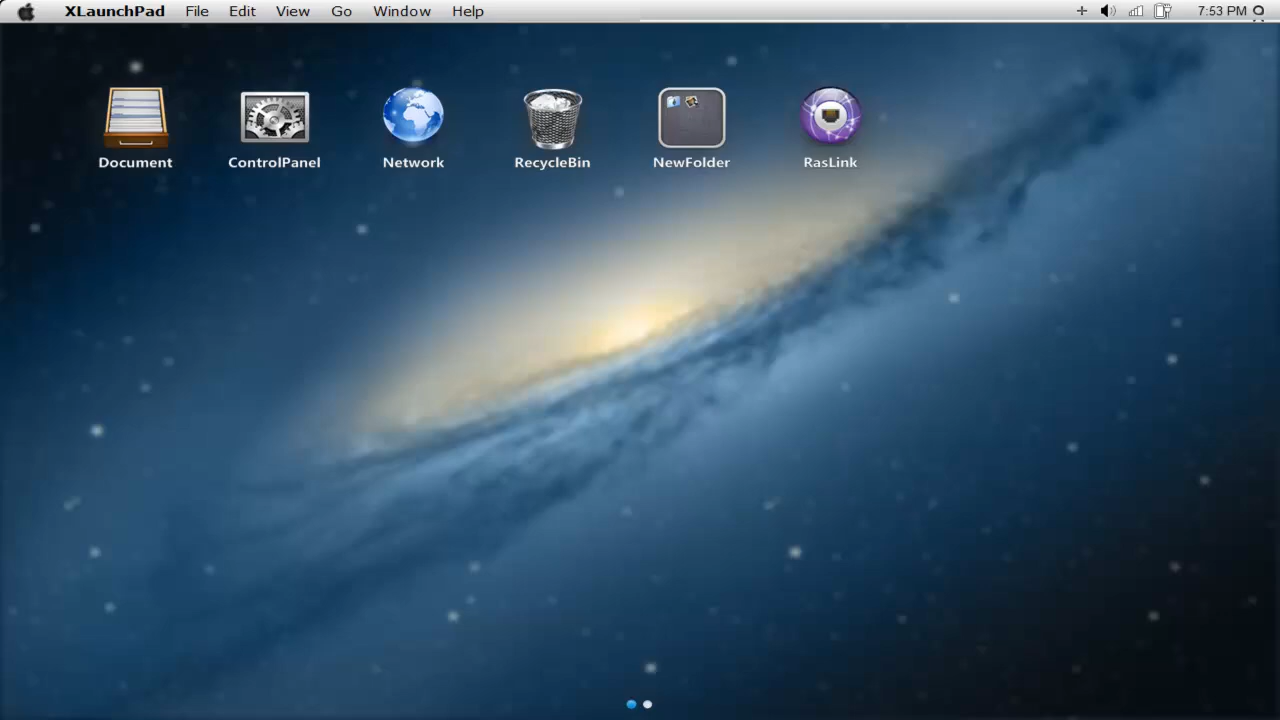 XLaunchPad File Edit View Go Window Help 7:53 PM
Document ControlPanel Network RecycleBin NewFolder RasLink